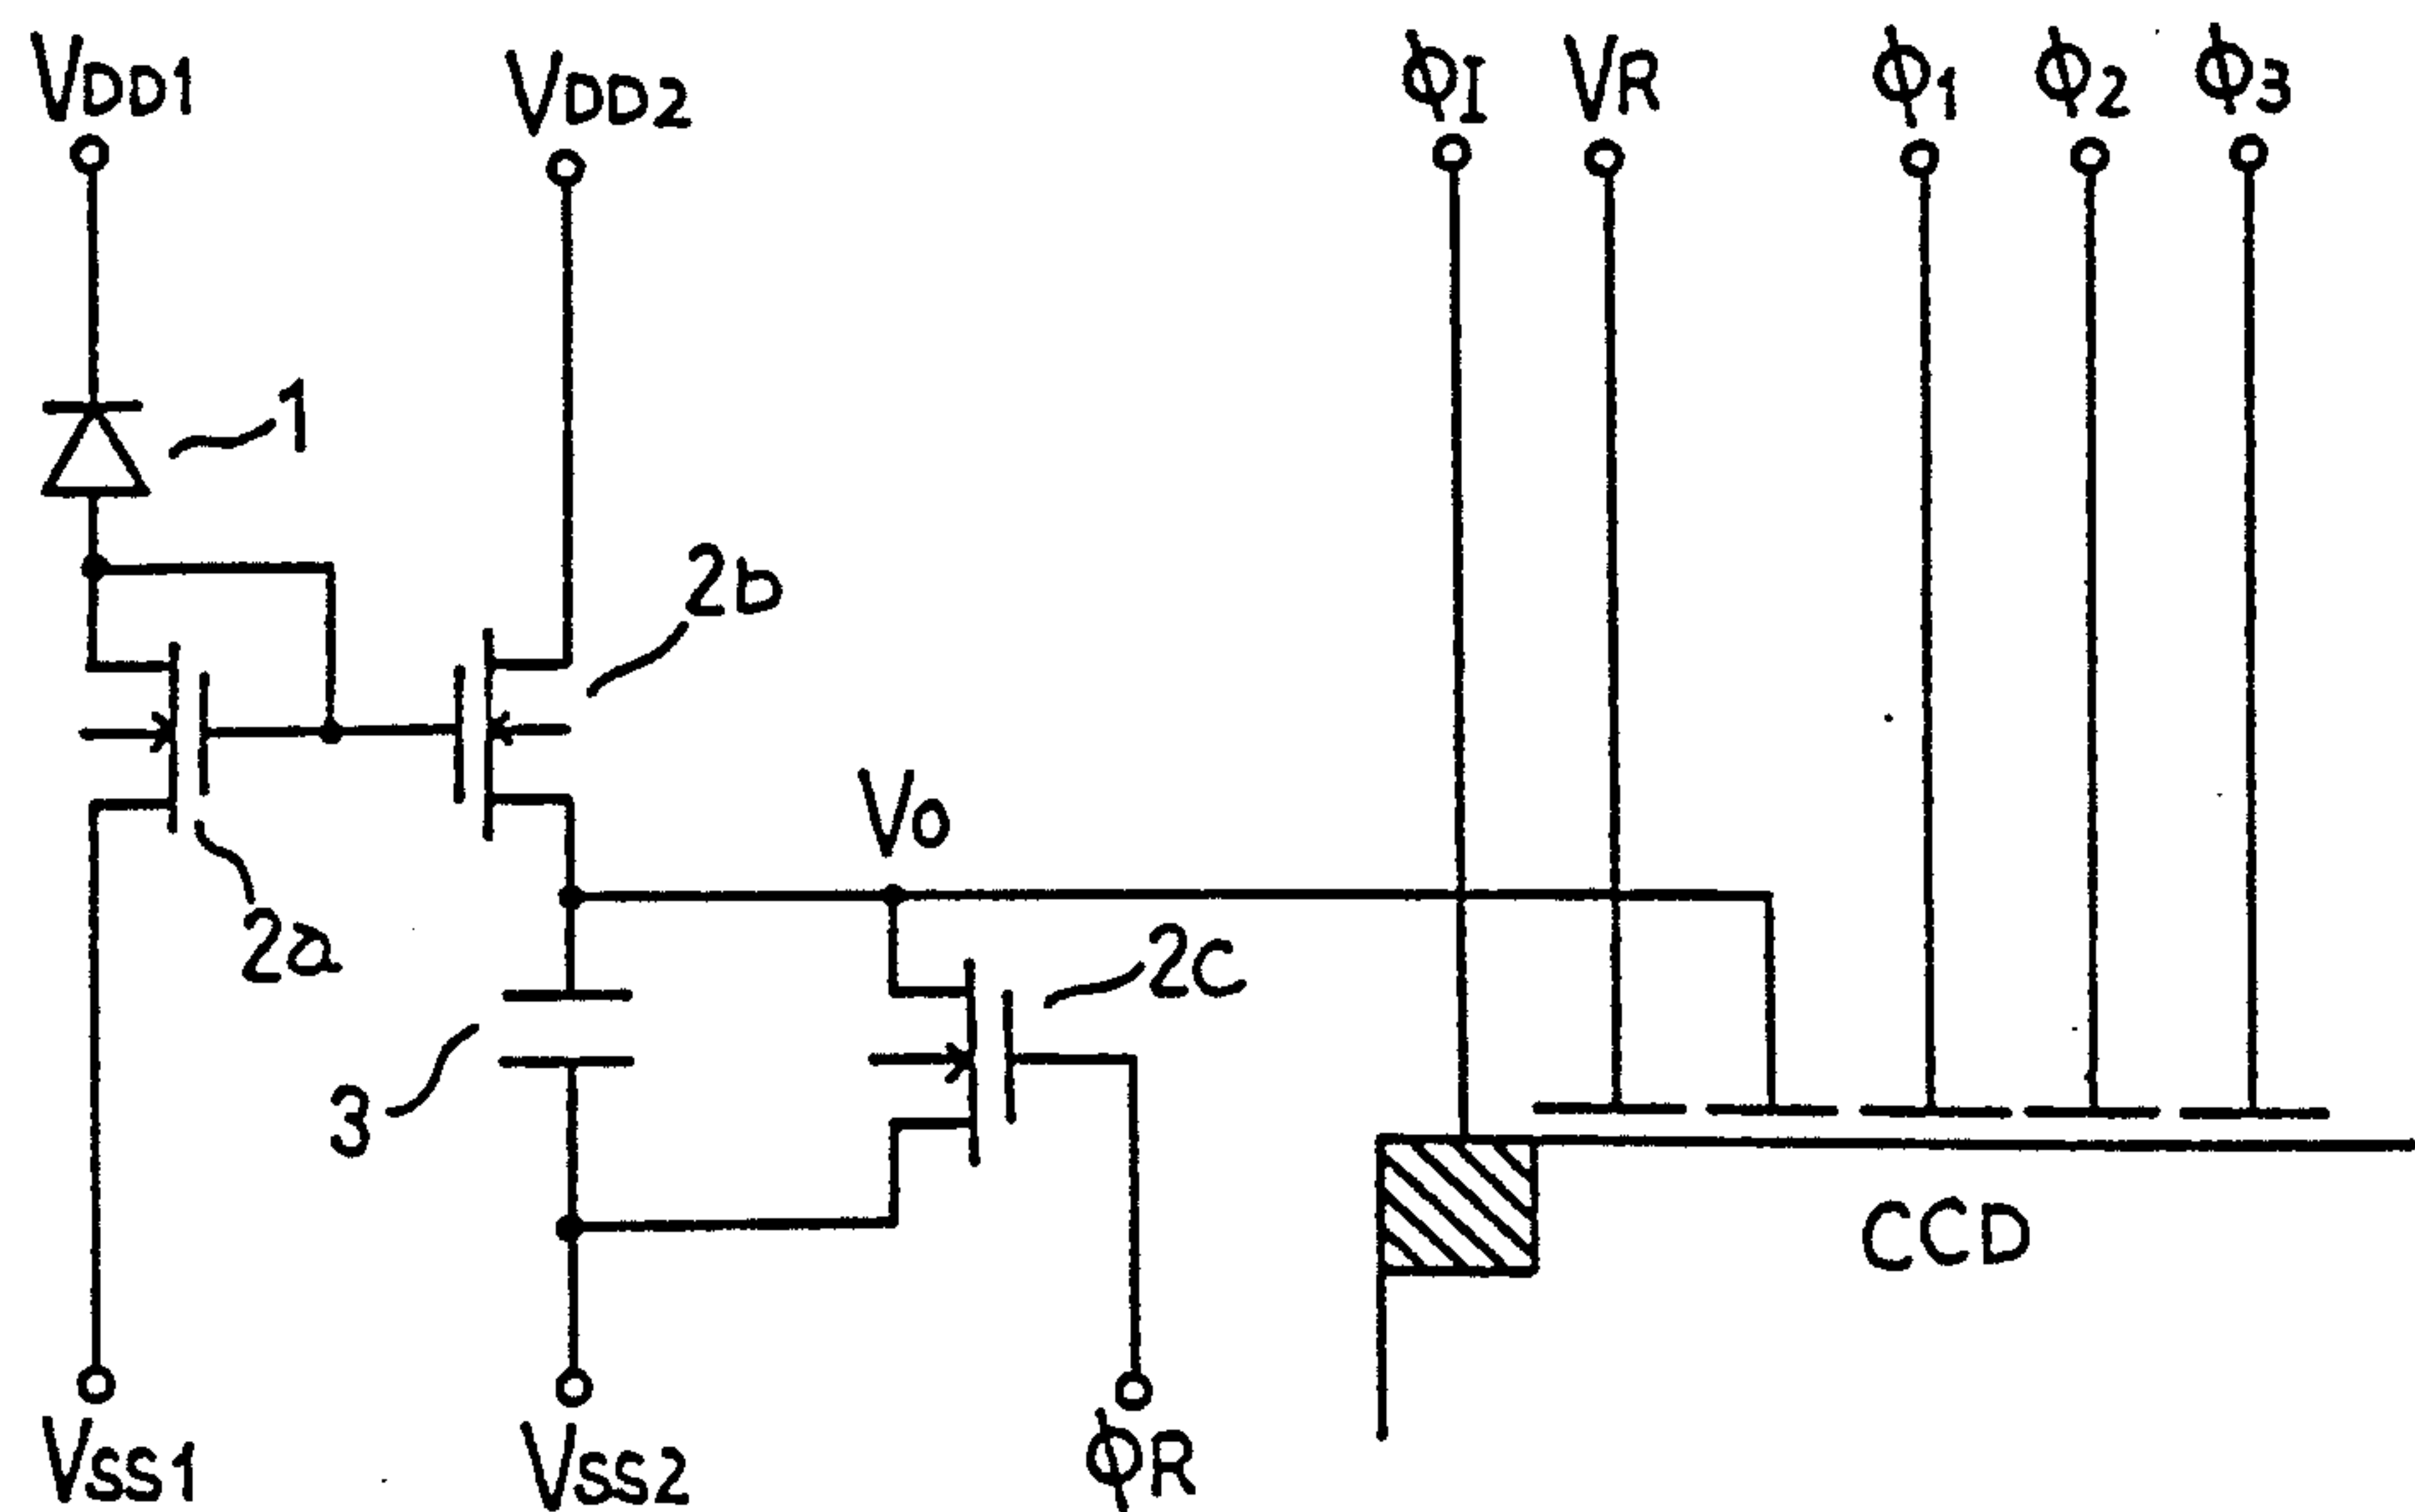 VDD1
VDD2
ϕI
VR
ϕ1
ϕ2
ϕ3
1
2b
Vo
2a
2c
3
CCD
VSS1
VSS2
ϕR